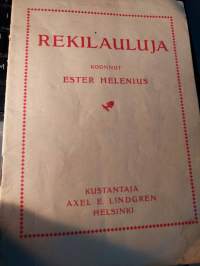 REKILAULUJA
KOONNUT
ESTER HELENIUS
KUSTANTAJA
AXEL E. LINDGREN
HELSINKI